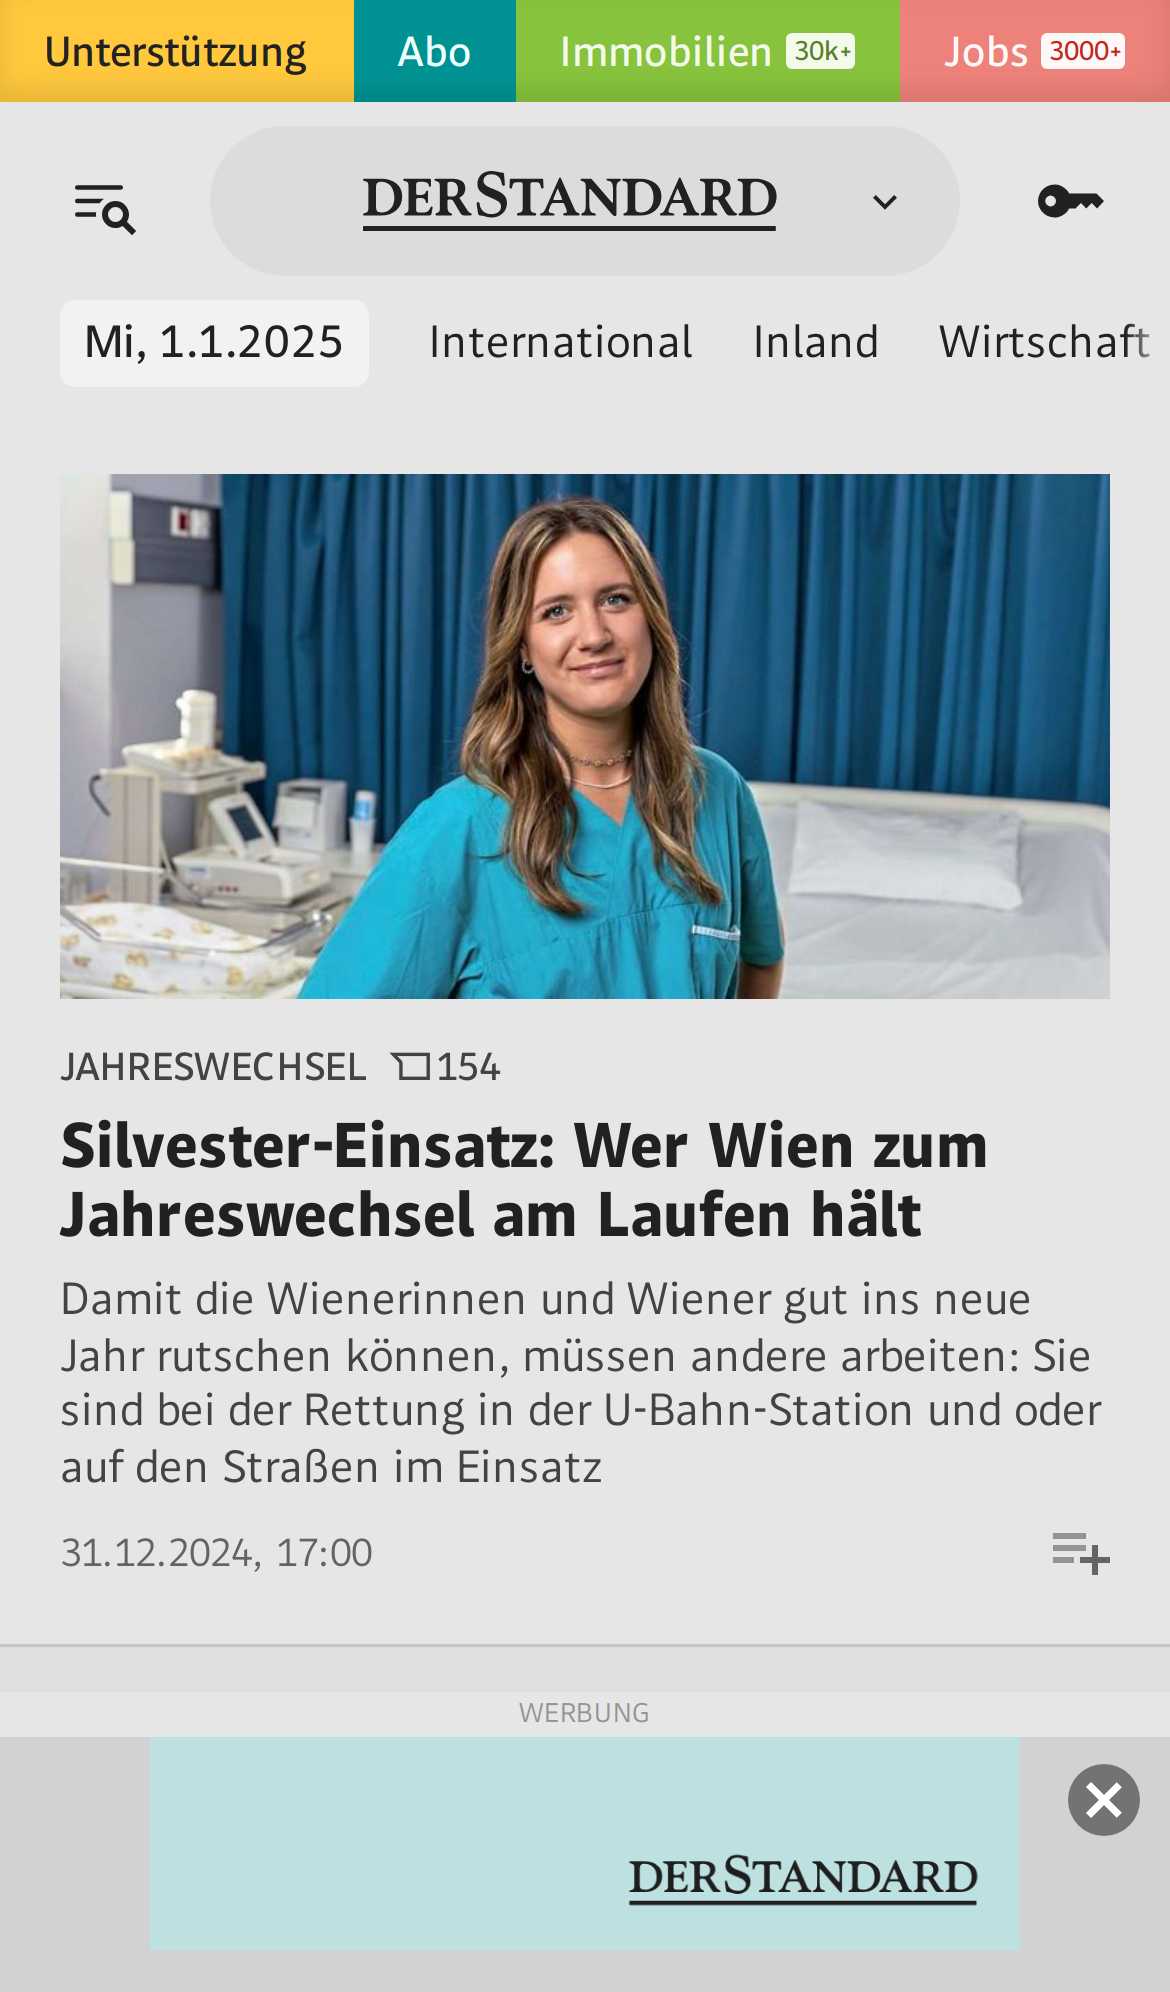 Unterstützung Abo Immobilien 30k+ Jobs 3000+
DERSTANDARD
Mi, 1.1.2025 International Inland Wirtschaft
JAHRESWECHSEL 154
Silvester-Einsatz: Wer Wien zum
Jahreswechsel am Laufen hält
Damit die Wienerinnen und Wiener gut ins neue
Jahr rutschen können, müssen andere arbeiten: Sie
sind bei der Rettung in der U-Bahn-Station und oder
auf den Straßen im Einsatz
31.12.2024, 17:00
WERBUNG
DERSTANDARD